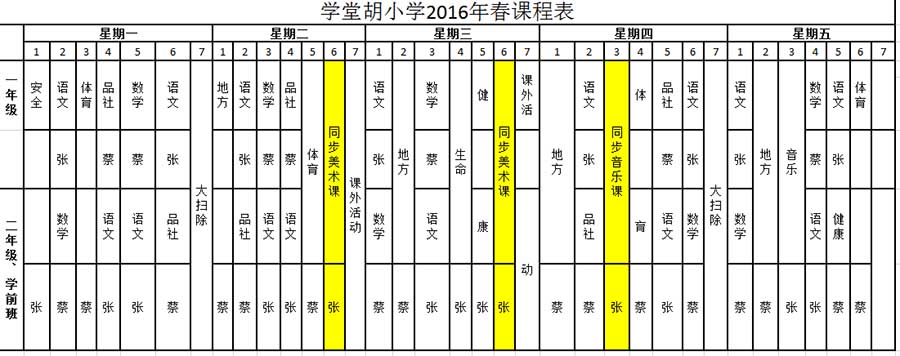 学堂胡小学2016年春课程表
星期一 星期二 星期三 星期四 星期五
1 2 3 4 5 6 7 1 2 3 4 5 6 7 1 2 3 4 5 6 7 1 2 3 4 5 6 7 1 2 3 4 5 6 7
一年级 安全 语文 体育 品社 数学 语文 大扫除 地方 语文 数学 品社 体育 同步美术课 课外活动 语文 地方 数学 生命 健康 同步美术课 课外活动 地方 语文 同步音乐课 体育 品社 语文 大扫除 语文 地方 音乐 数学 语文 体育
张 蔡 蔡 张 张 蔡 蔡 张 蔡 张 蔡 张 蔡 张
二年级、学前班 数学 语文 语文 品社 品社 语文 语文 数学 语文 品社 语文 数学 数学 语文 健康
张 蔡 蔡 张 张 蔡 蔡 蔡 张 张 蔡 张 蔡 蔡 张 张 张 张 蔡 蔡 张 蔡 张 蔡 蔡 蔡 蔡 张 张 蔡